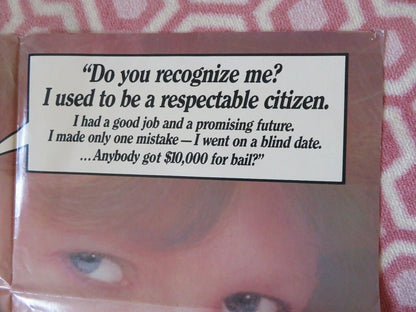 “Do you recognize me?
I used to be a respectable citizen.
I had a good job and a promising future.
I made only one mistake — I went on a blind date.
...Anybody got $10,000 for bail?”